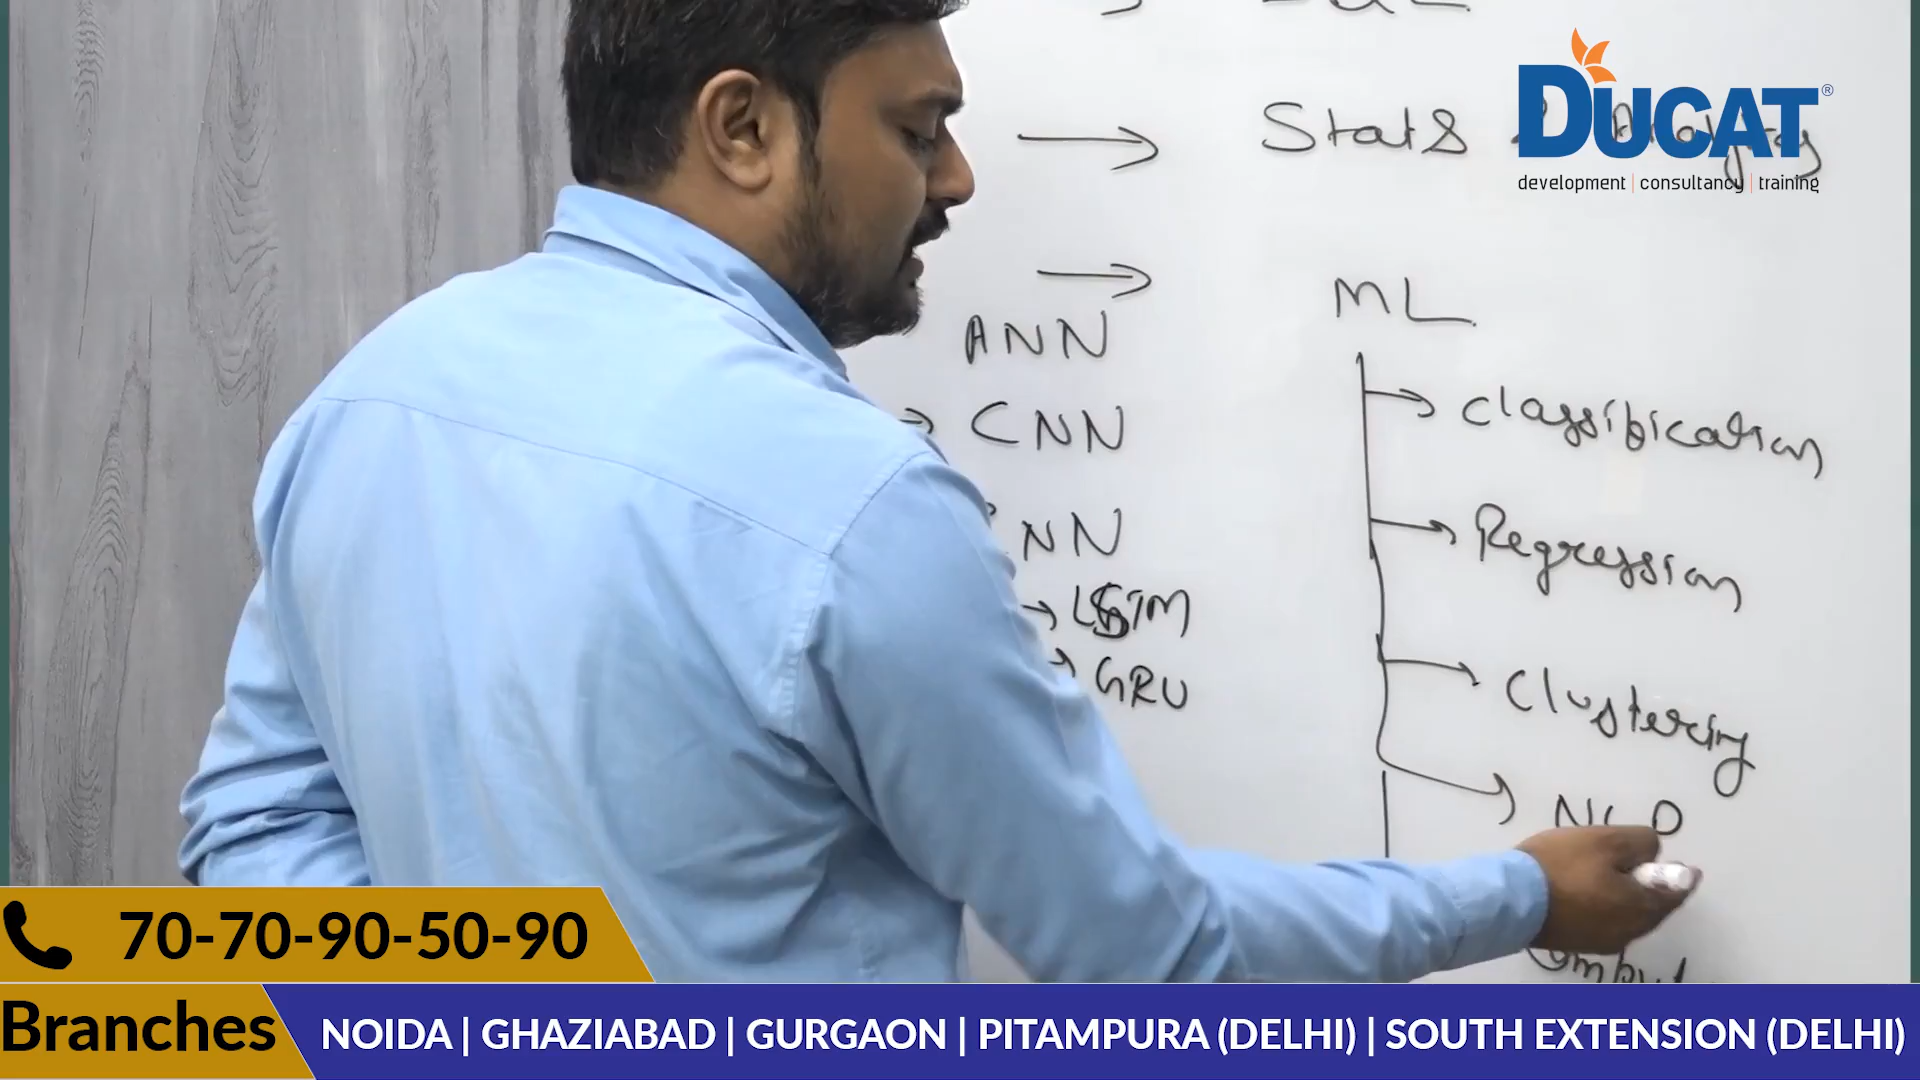 DUCAT®
development | consultancy | training
Stats
ML
ANN
CNN
NN
LSTM
GRU
Classification
Regression
Clustering
NLP
70-70-90-50-90
Branches
NOIDA | GHAZIABAD | GURGAON | PITAMPURA (DELHI) | SOUTH EXTENSION (DELHI)